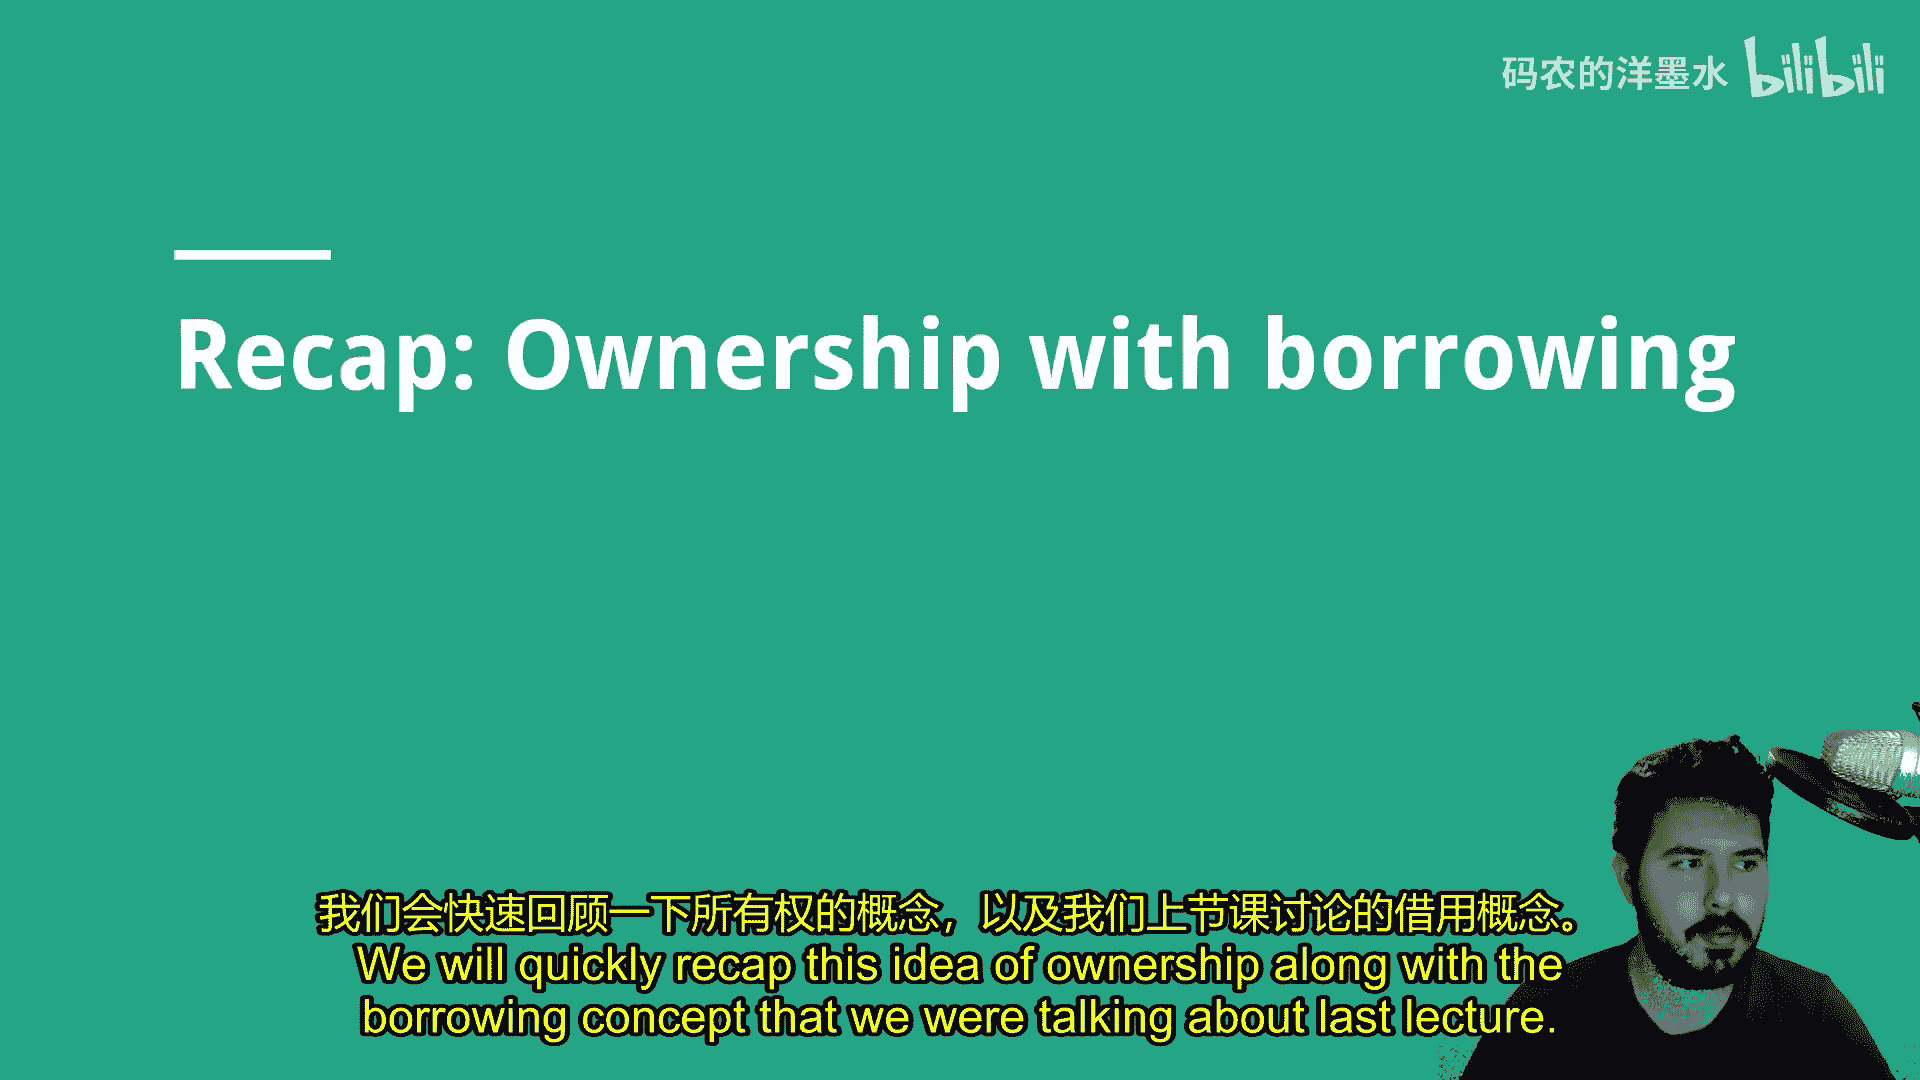 码农的洋墨水 bilibili
Recap: Ownership with borrowing
我们会快速回顾一下所有权的概念，以及我们上节课讨论的借用概念。
We will quickly recap this idea of ownership along with the
borrowing concept that we were talking about last lecture.